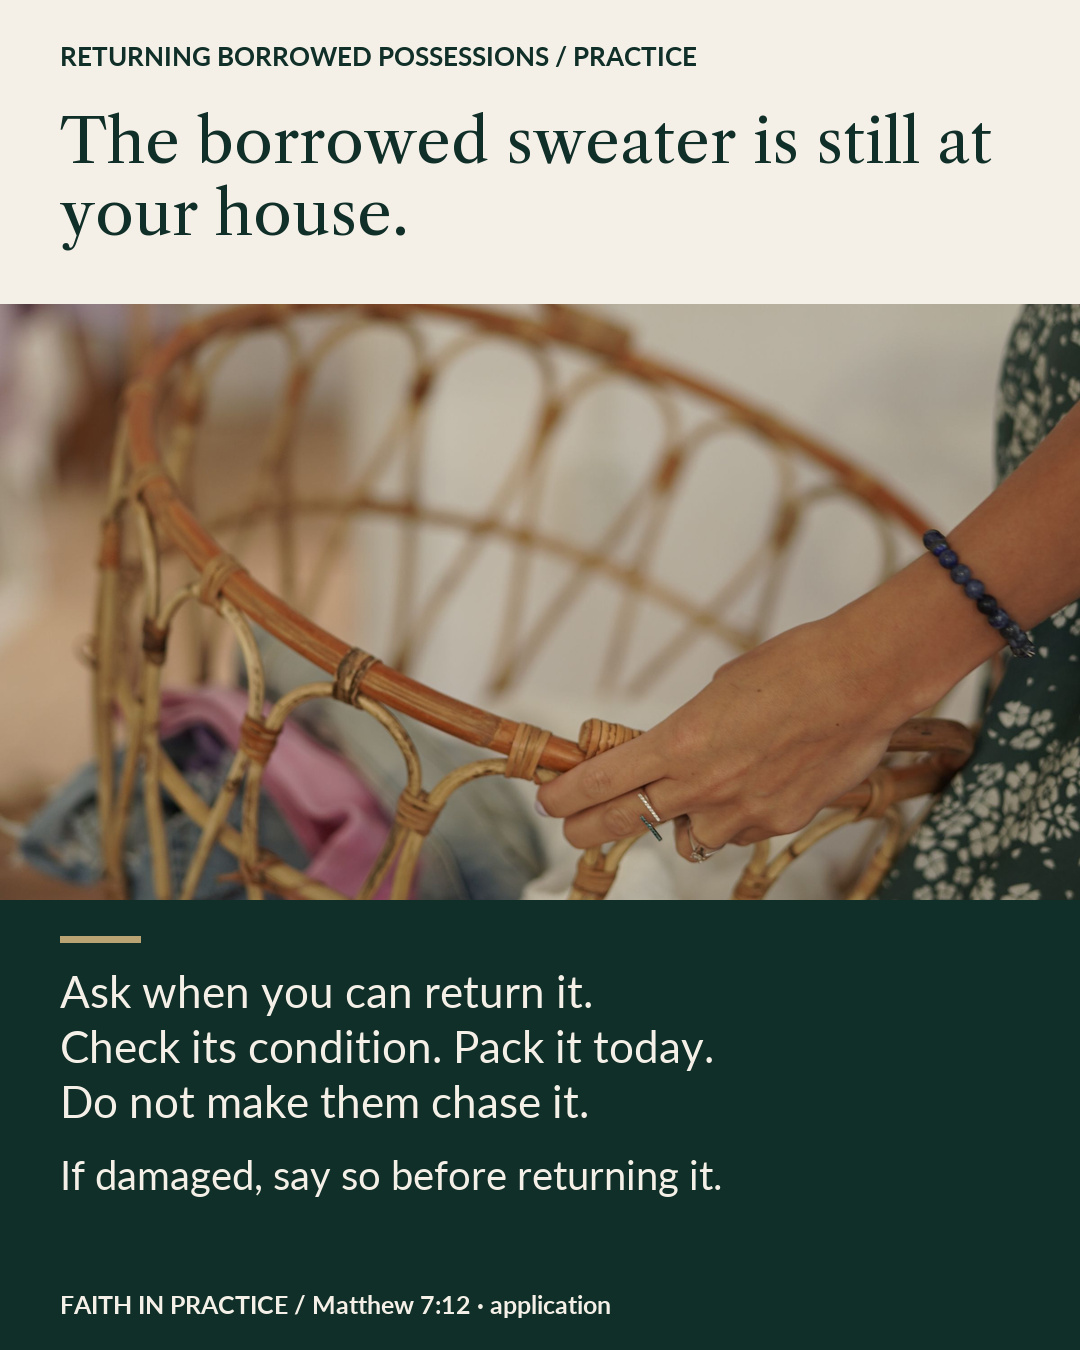 RETURNING BORROWED POSSESSIONS / PRACTICE
The borrowed sweater is still at
your house.
Ask when you can return it.
Check its condition. Pack it today.
Do not make them chase it.
If damaged, say so before returning it.
FAITH IN PRACTICE / Matthew 7:12 · application